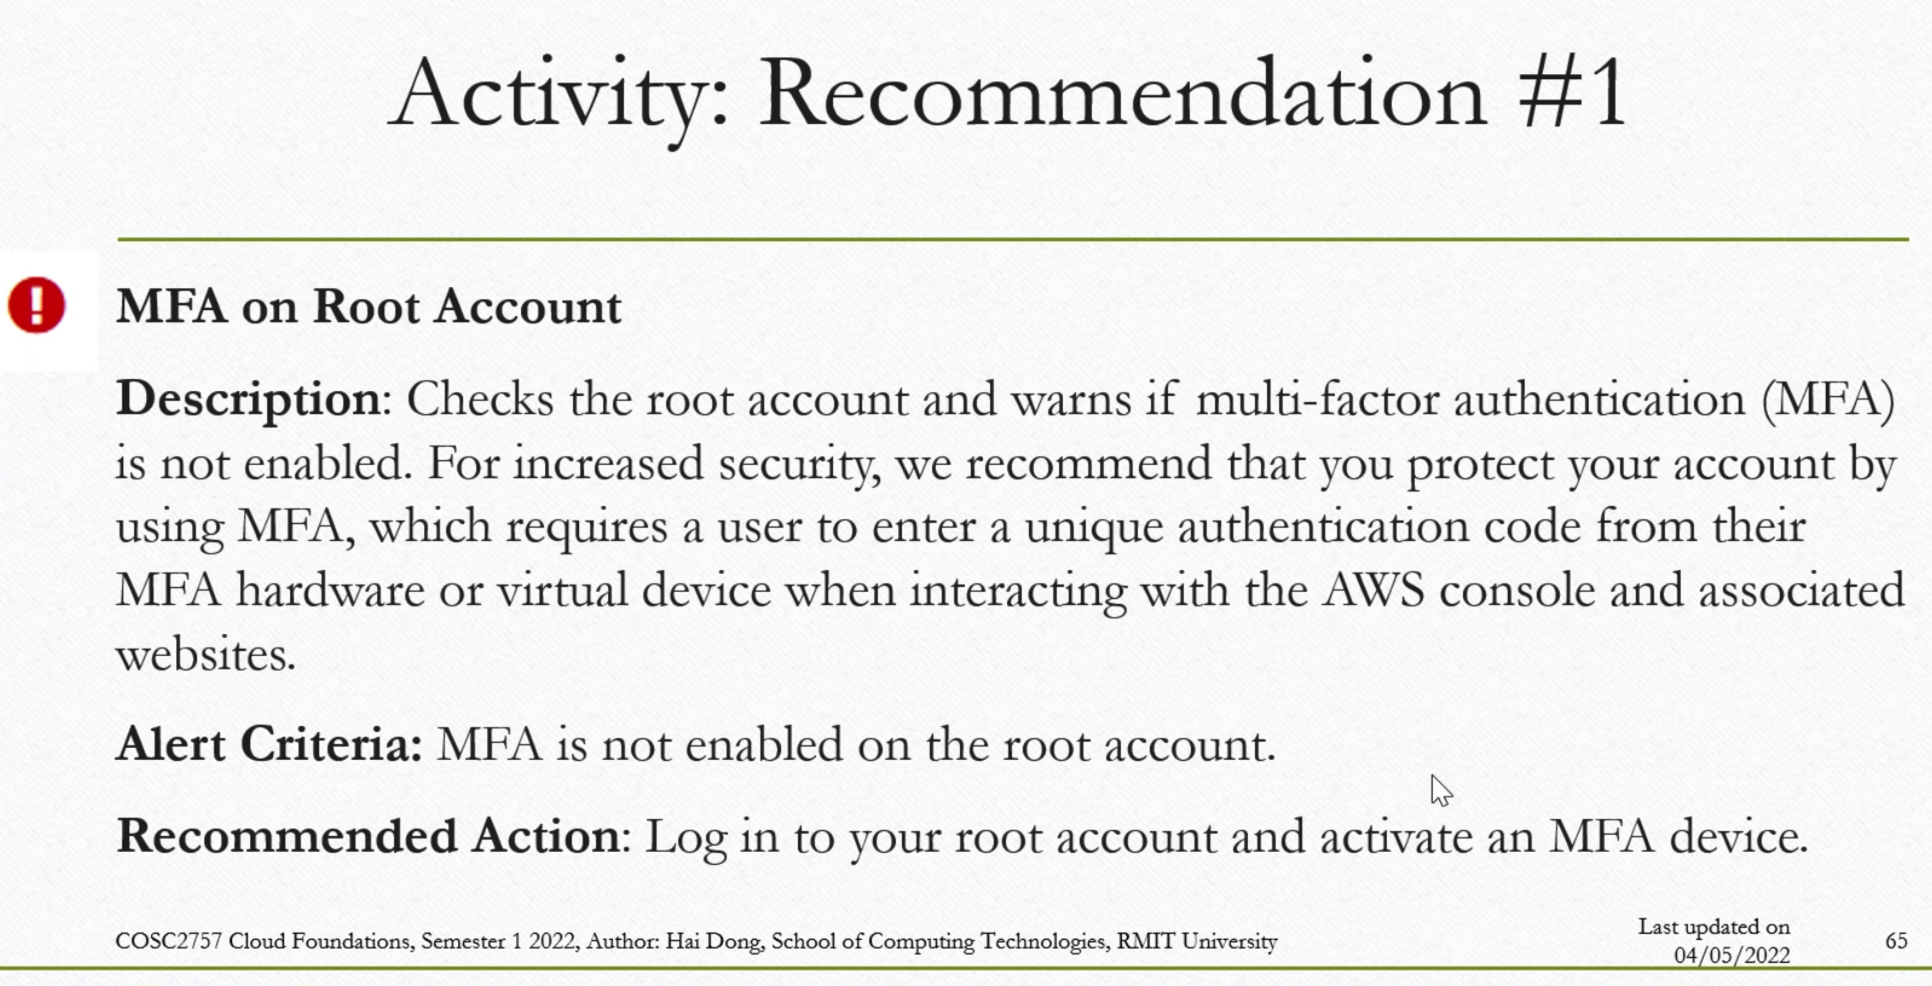 Activity: Recommendation #1
MFA on Root Account
Description: Checks the root account and warns if multi-factor authentication (MFA)
is not enabled. For increased security, we recommend that you protect your account by
using MFA, which requires a user to enter a unique authentication code from their
MFA hardware or virtual device when interacting with the AWS console and associated
websites.
Alert Criteria: MFA is not enabled on the root account.
Recommended Action: Log in to your root account and activate an MFA device.
COSC2757 Cloud Foundations, Semester 1 2022, Author: Hai Dong, School of Computing Technologies, RMIT University
Last updated on
04/05/2022
65